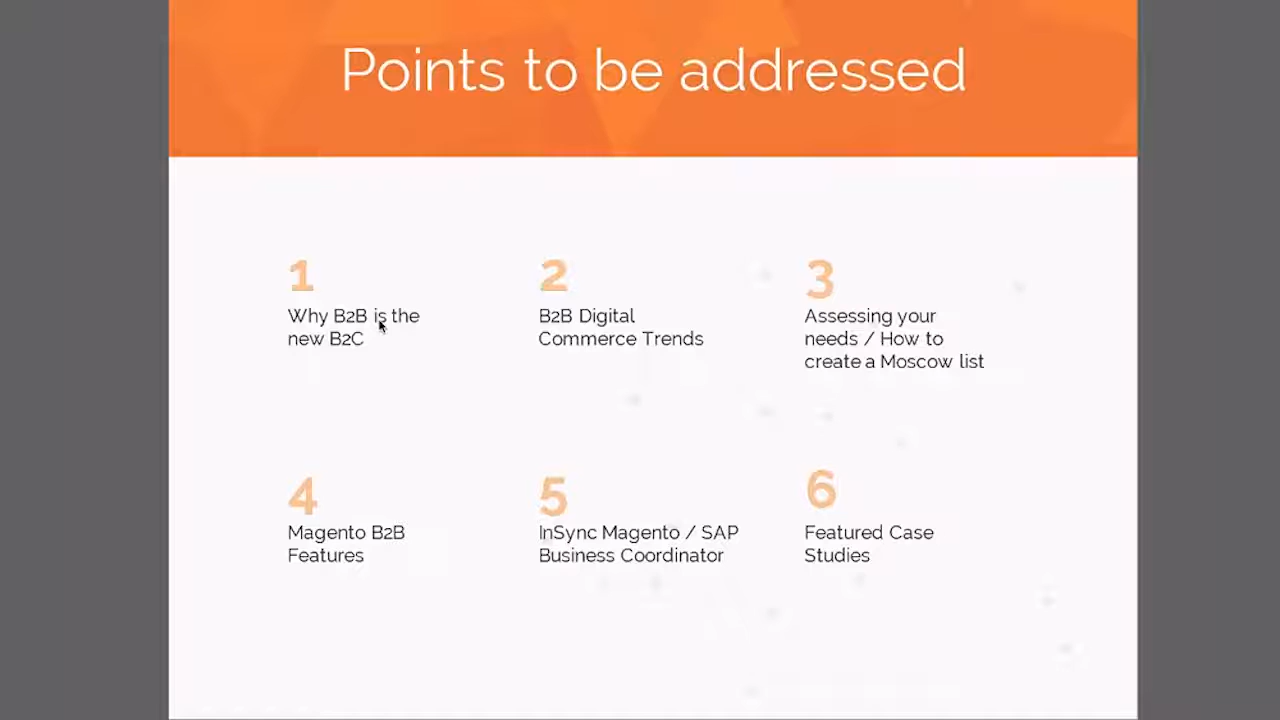 Points to be addressed
1
Why B2B is the
new B2C
2
B2B Digital
Commerce Trends
3
Assessing your
needs / How to
create a Moscow list
4
Magento B2B
Features
5
InSync Magento / SAP
Business Coordinator
6
Featured Case
Studies